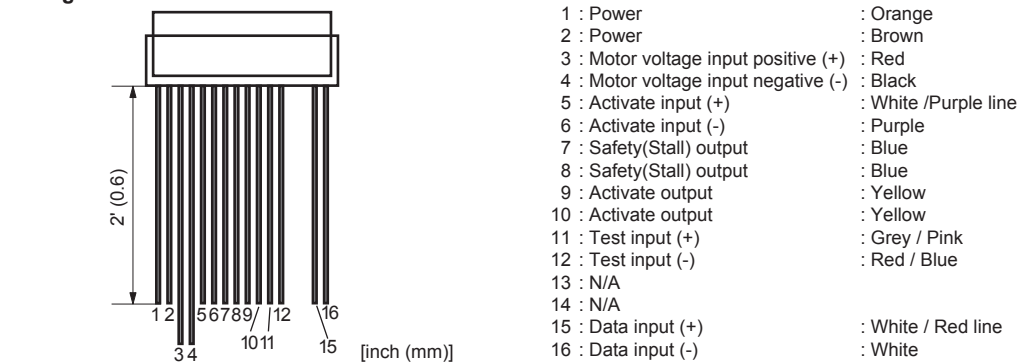 2' (0.6)
1 2 5 6 7 8 9 12 16
10 11 15
3 4
[inch (mm)]
1 : Power : Orange
2 : Power : Brown
3 : Motor voltage input positive (+) : Red
4 : Motor voltage input negative (-) : Black
5 : Activate input (+) : White /Purple line
6 : Activate input (-) : Purple
7 : Safety(Stall) output : Blue
8 : Safety(Stall) output : Blue
9 : Activate output : Yellow
10 : Activate output : Yellow
11 : Test input (+) : Grey / Pink
12 : Test input (-) : Red / Blue
13 : N/A
14 : N/A
15 : Data input (+) : White / Red line
16 : Data input (-) : White